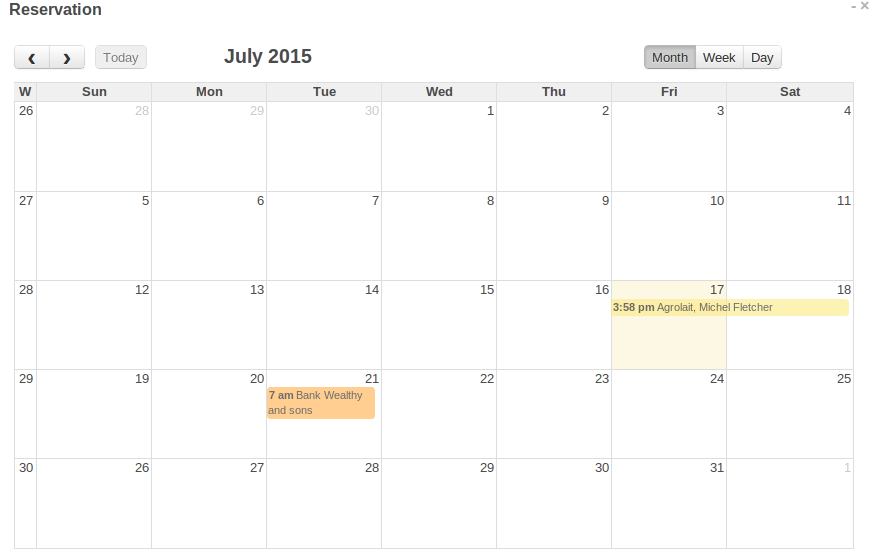 Reservation
- ×
‹ › Today July 2015 Month Week Day
W Sun Mon Tue Wed Thu Fri Sat
26 28 29 30 1 2 3 4
27 5 6 7 8 9 10 11
28 12 13 14 15 16 17 18
3:58 pm Agrolait, Michel Fletcher
29 19 20 21 22 23 24 25
7 am Bank Wealthy
and sons
30 26 27 28 29 30 31 1